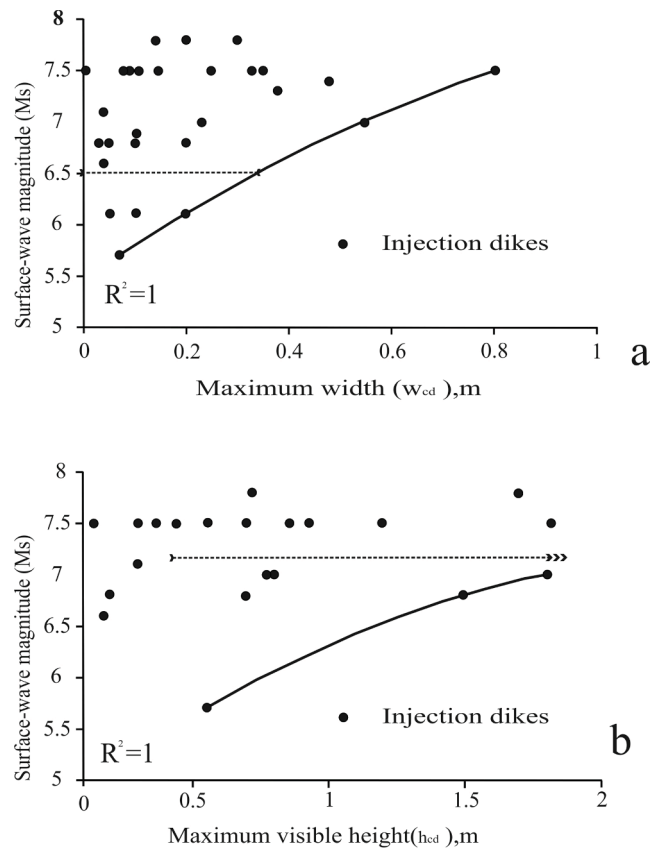 8
7.5
7
6.5
6
5.5
5
Surface-wave magnitude (Ms)
Injection dikes
R²=1
0
0.2
0.4
0.6
0.8
1
Maximum width (wcd ),m
a
8
7.5
7
6.5
6
5.5
5
Surface-wave magnitude (Ms)
Injection dikes
R²=1
0
0.5
1
1.5
2
Maximum visible height(hcd ),m
b